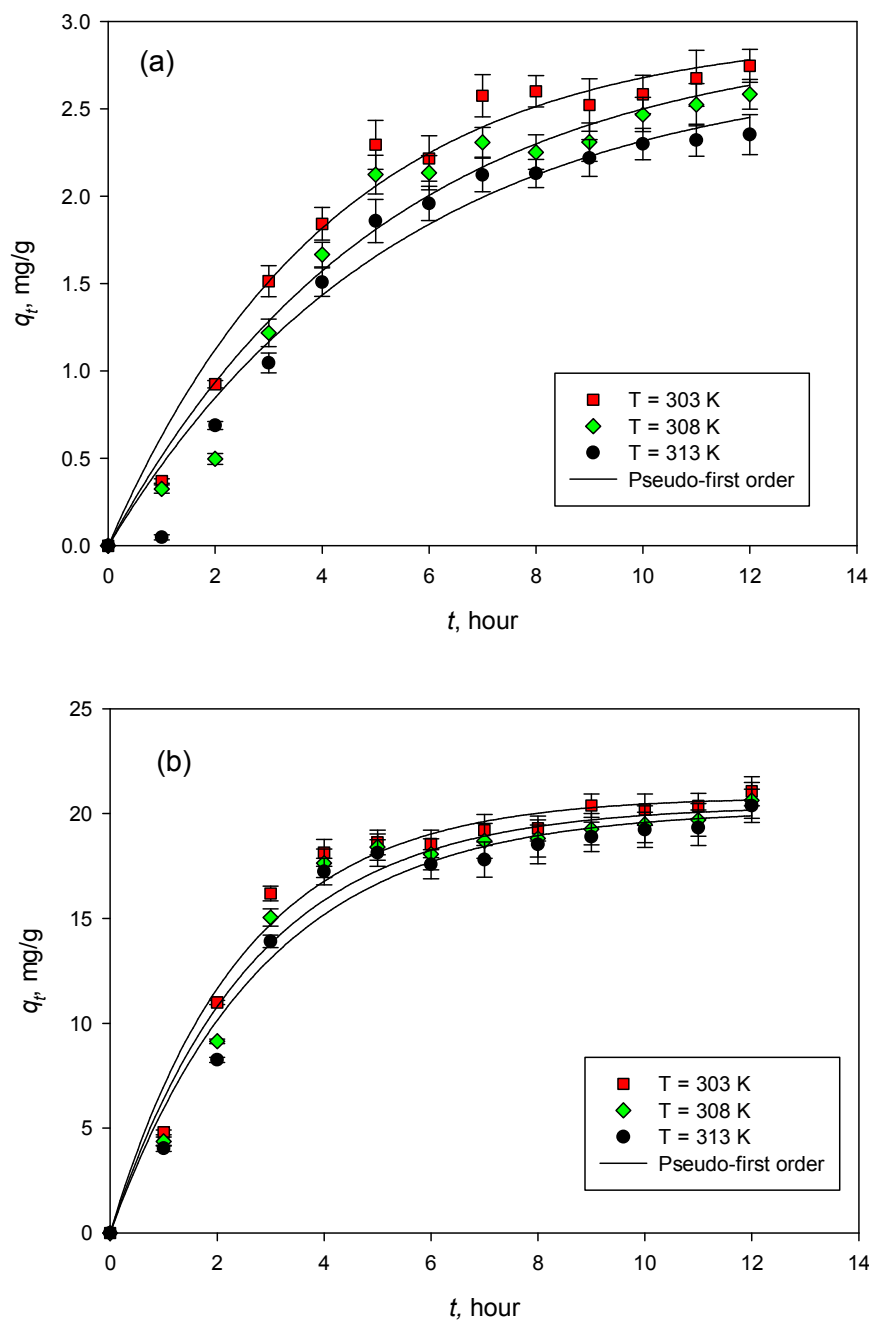 (a)
3.0
2.5
2.0
1.5
1.0
0.5
0.0
qt, mg/g
T = 303 K
T = 308 K
T = 313 K
Pseudo-first order
0 2 4 6 8 10 12 14
t, hour
(b)
25
20
15
10
5
0
qt, mg/g
T = 303 K
T = 308 K
T = 313 K
Pseudo-first order
0 2 4 6 8 10 12 14
t, hour